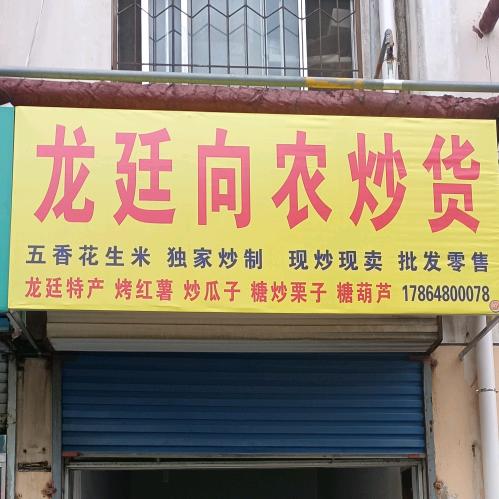 龙廷向农炒货
五香花生米 独家炒制 现炒现卖 批发零售
龙廷特产 烤红薯 炒瓜子 糖炒栗子 糖葫芦 17864800078